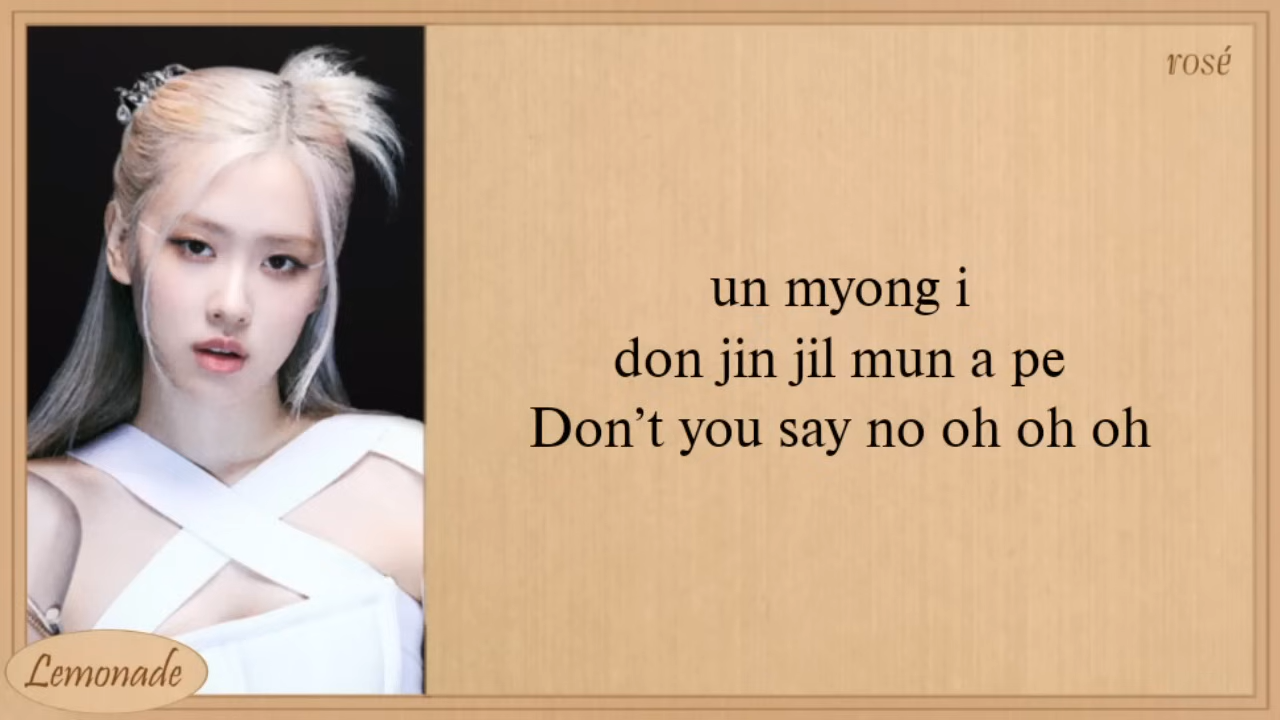 rosé
un myong i
don jin jil mun a pe
Don’t you say no oh oh oh
Lemonade